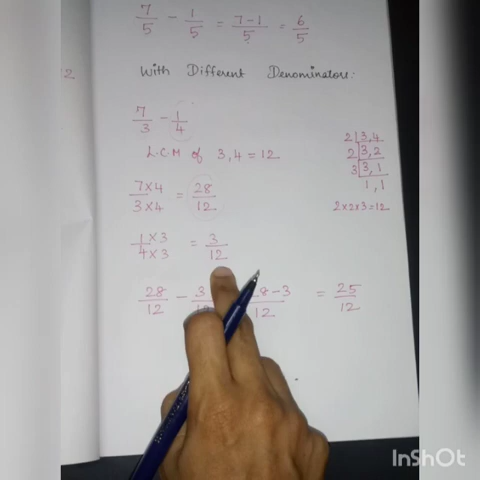 7/5 - 1/5 = 7-1/5 = 6/5
2
With Different Denominators:
7/3 - 1/4
L.C.M of 3,4 = 12
7×4/3×4 = 28/12
1×3/4×3 = 3/12
28/12 - 3/ 8-3/12 = 25/12
2|3,4
2|3,2
3|3,1
1,1
2×2×3=12
InShOt